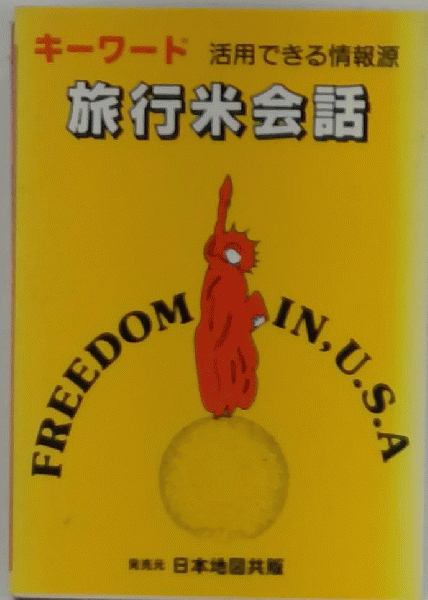 キーワード 活用できる情報源
旅行米会話
FREEDOM IN, U.S.A
発売元 日本地図共販